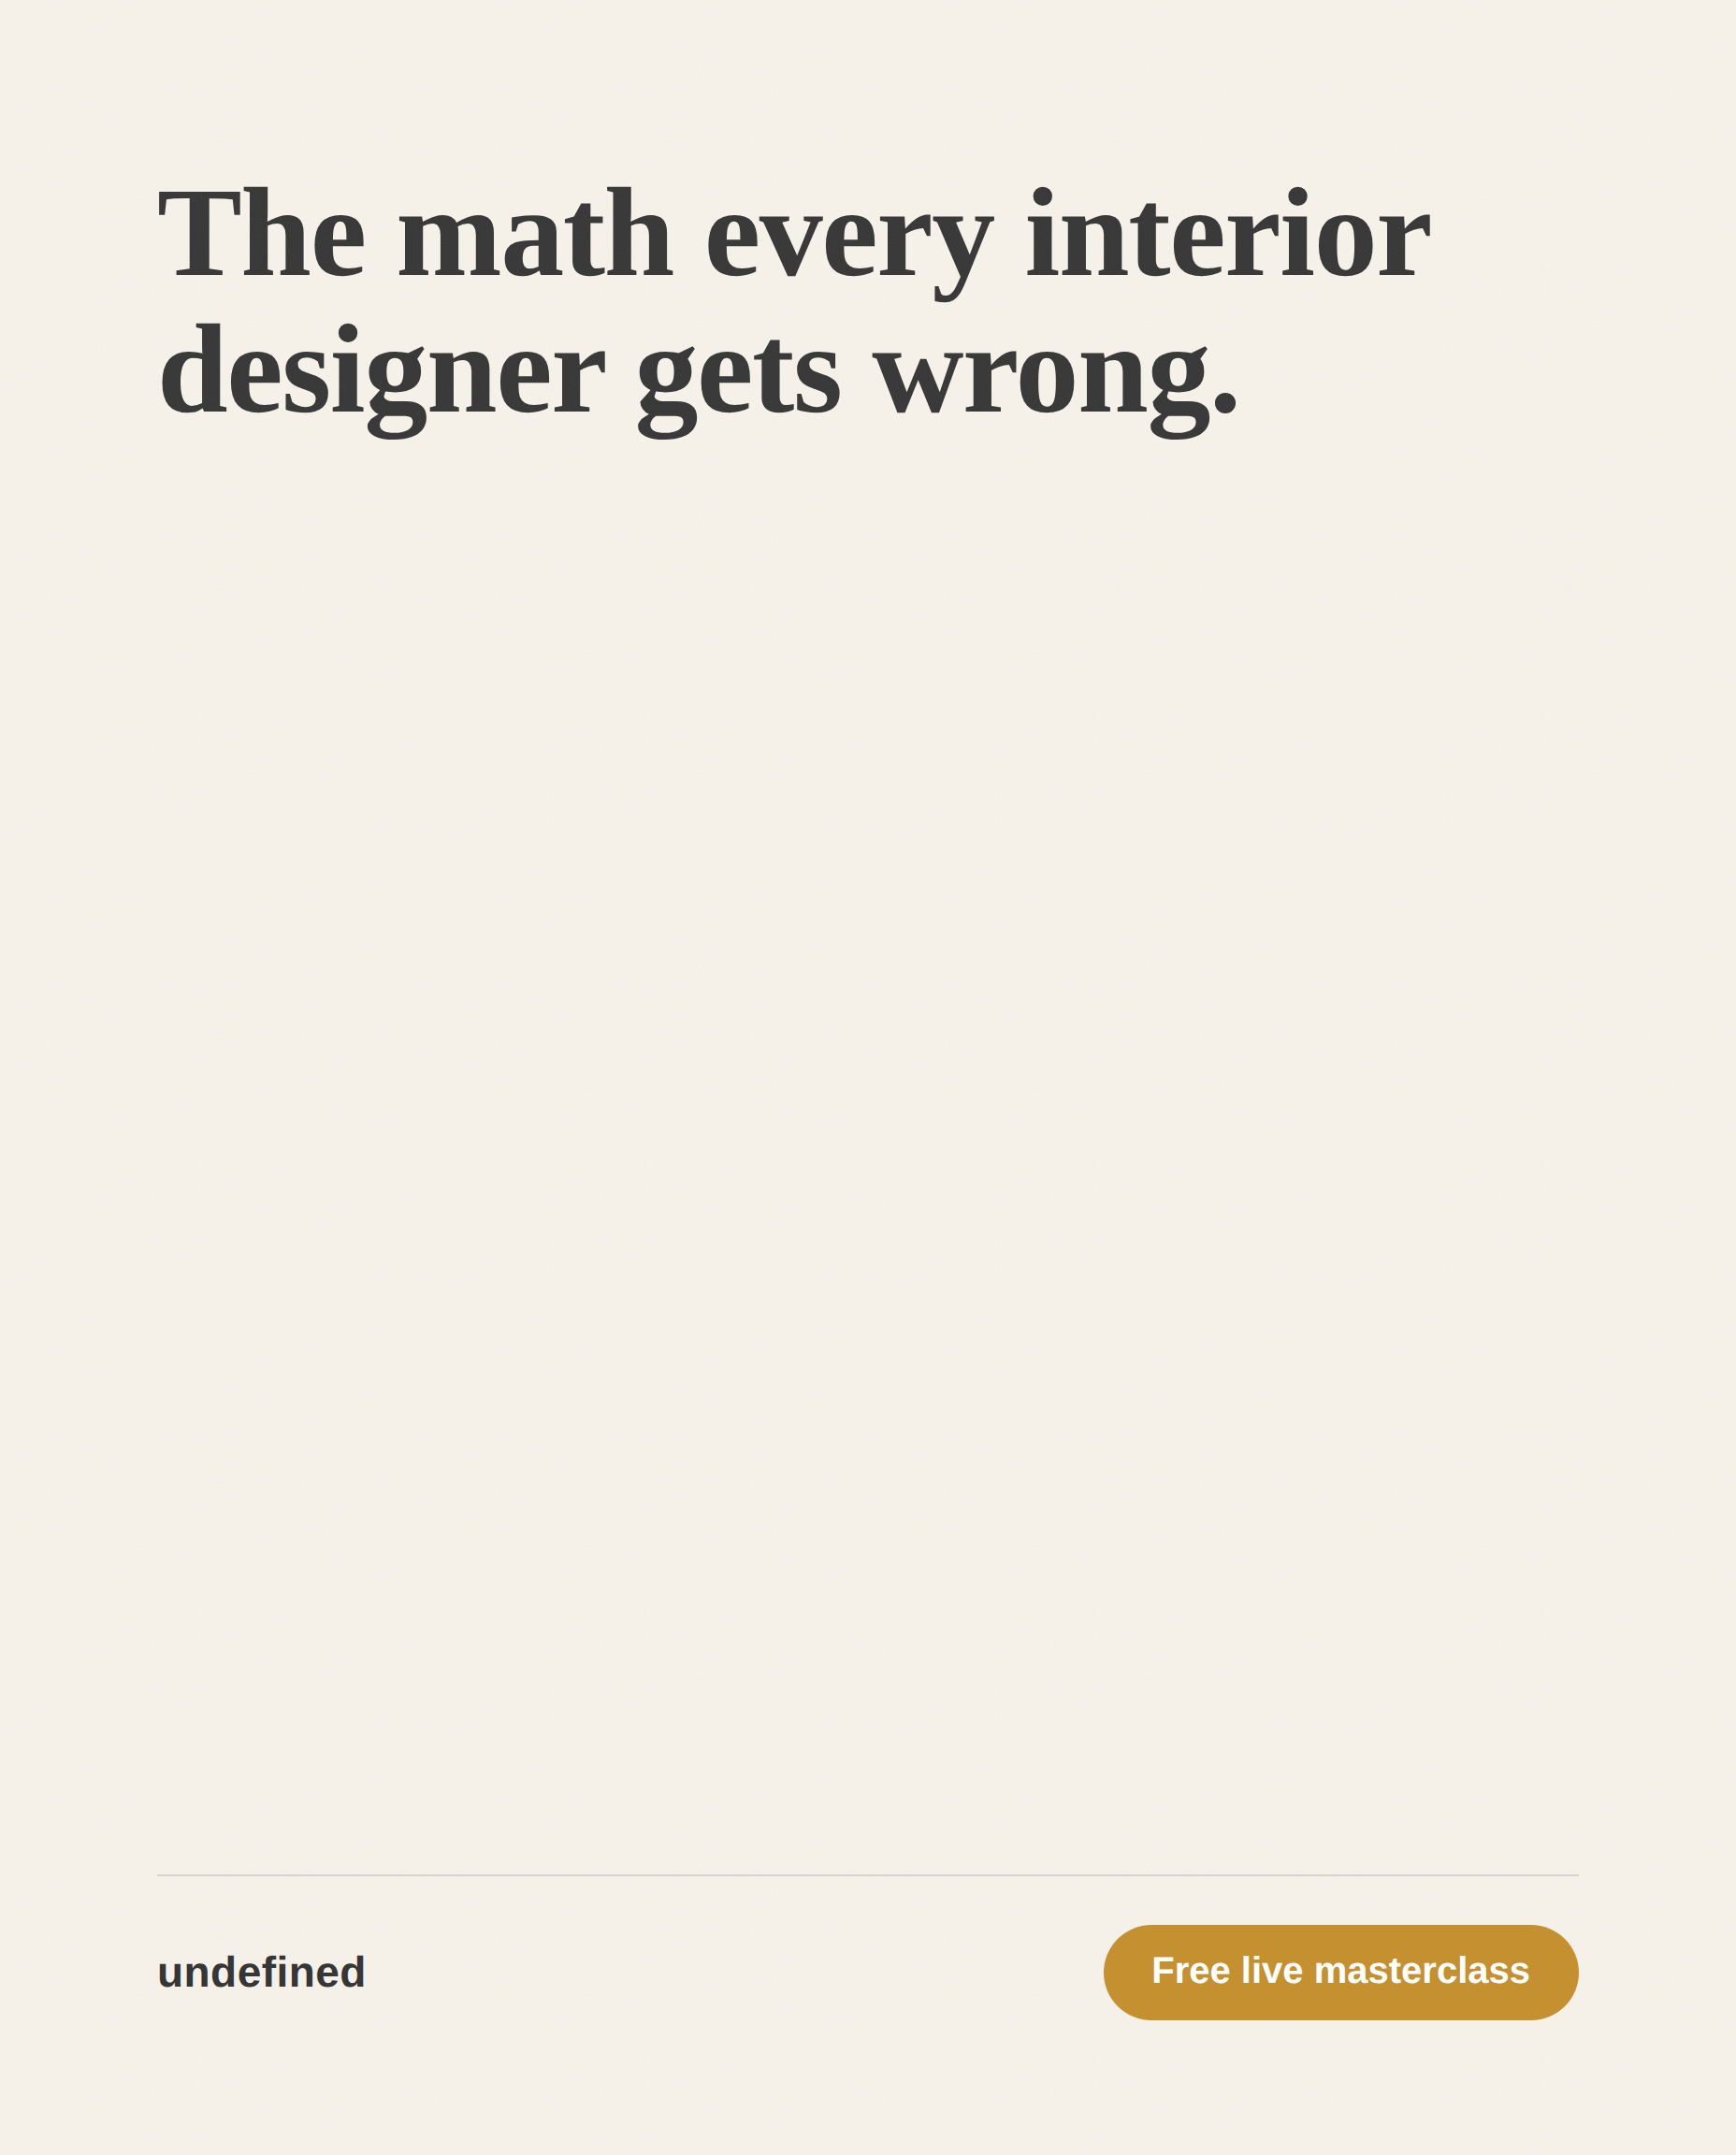 The math every interior
designer gets wrong.
undefined
Free live masterclass